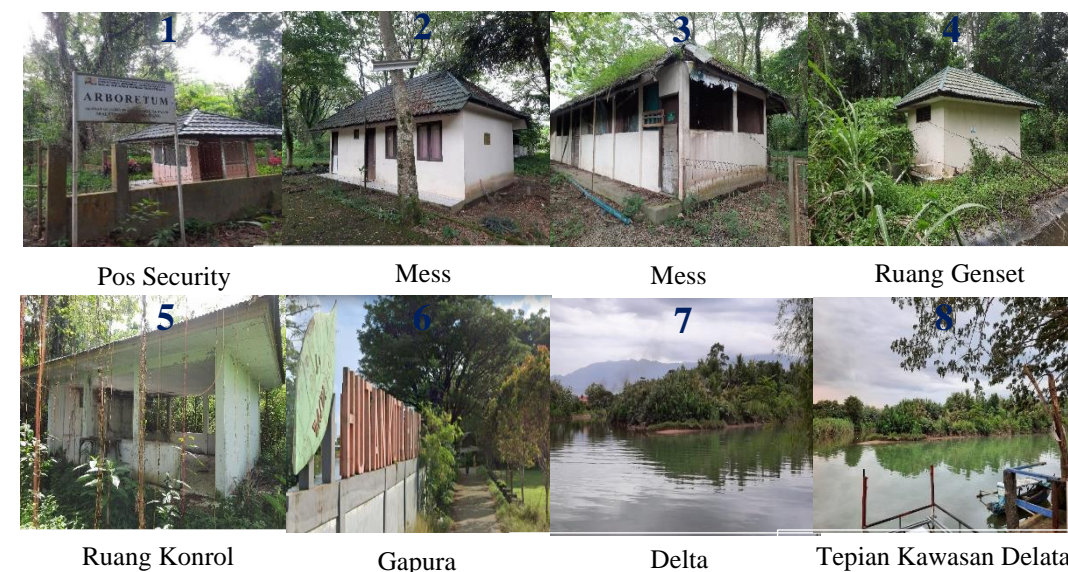 1
2
3
4
ARBORETUM
Pos Security
Mess
Mess
Ruang Genset
5
6
7
8
Ruang Konrol
Gapura
Delta
Tepian Kawasan Delata